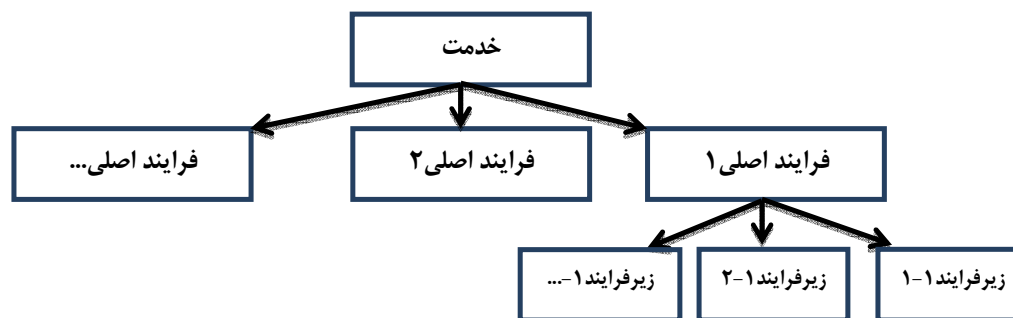 خدمت
فرایند اصلی۱
فرایند اصلی۲
فرایند اصلی...
زیرفرایند۱-۱
زیرفرایند۱-۲
زیرفرایند۱-...